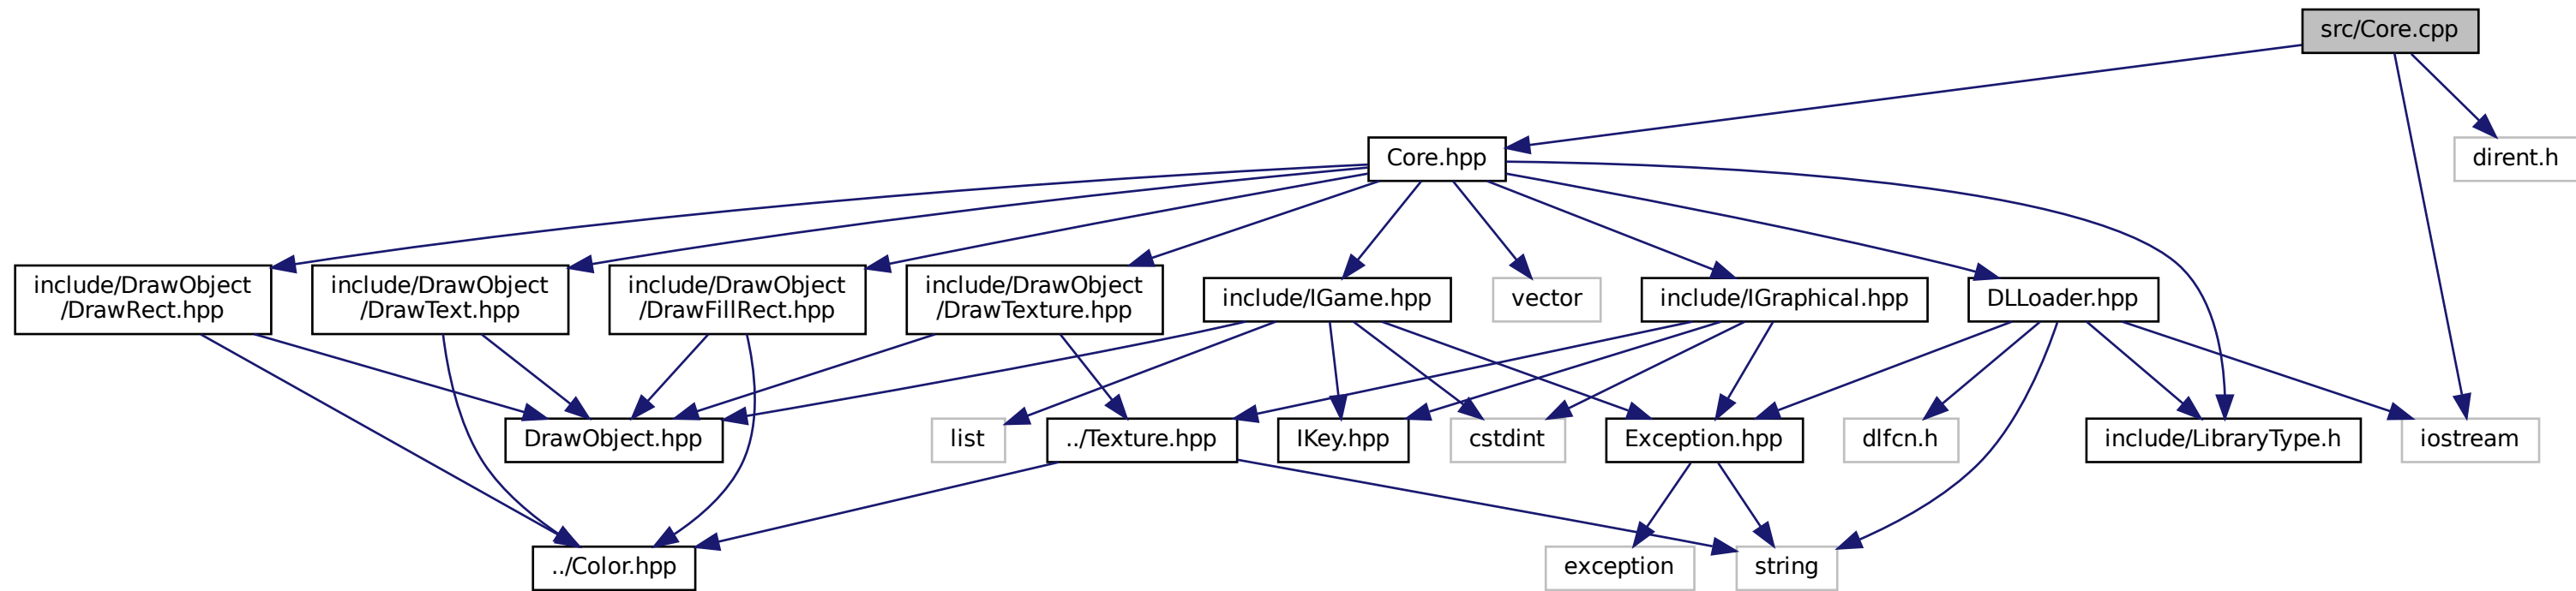 src/Core.cpp
Core.hpp
dirent.h
include/DrawObject
/DrawRect.hpp
include/DrawObject
/DrawText.hpp
include/DrawObject
/DrawFillRect.hpp
include/DrawObject
/DrawTexture.hpp
include/IGame.hpp
vector
include/IGraphical.hpp
DLLoader.hpp
DrawObject.hpp
list
../Texture.hpp
IKey.hpp
cstdint
Exception.hpp
dlfcn.h
include/LibraryType.h
iostream
../Color.hpp
exception
string